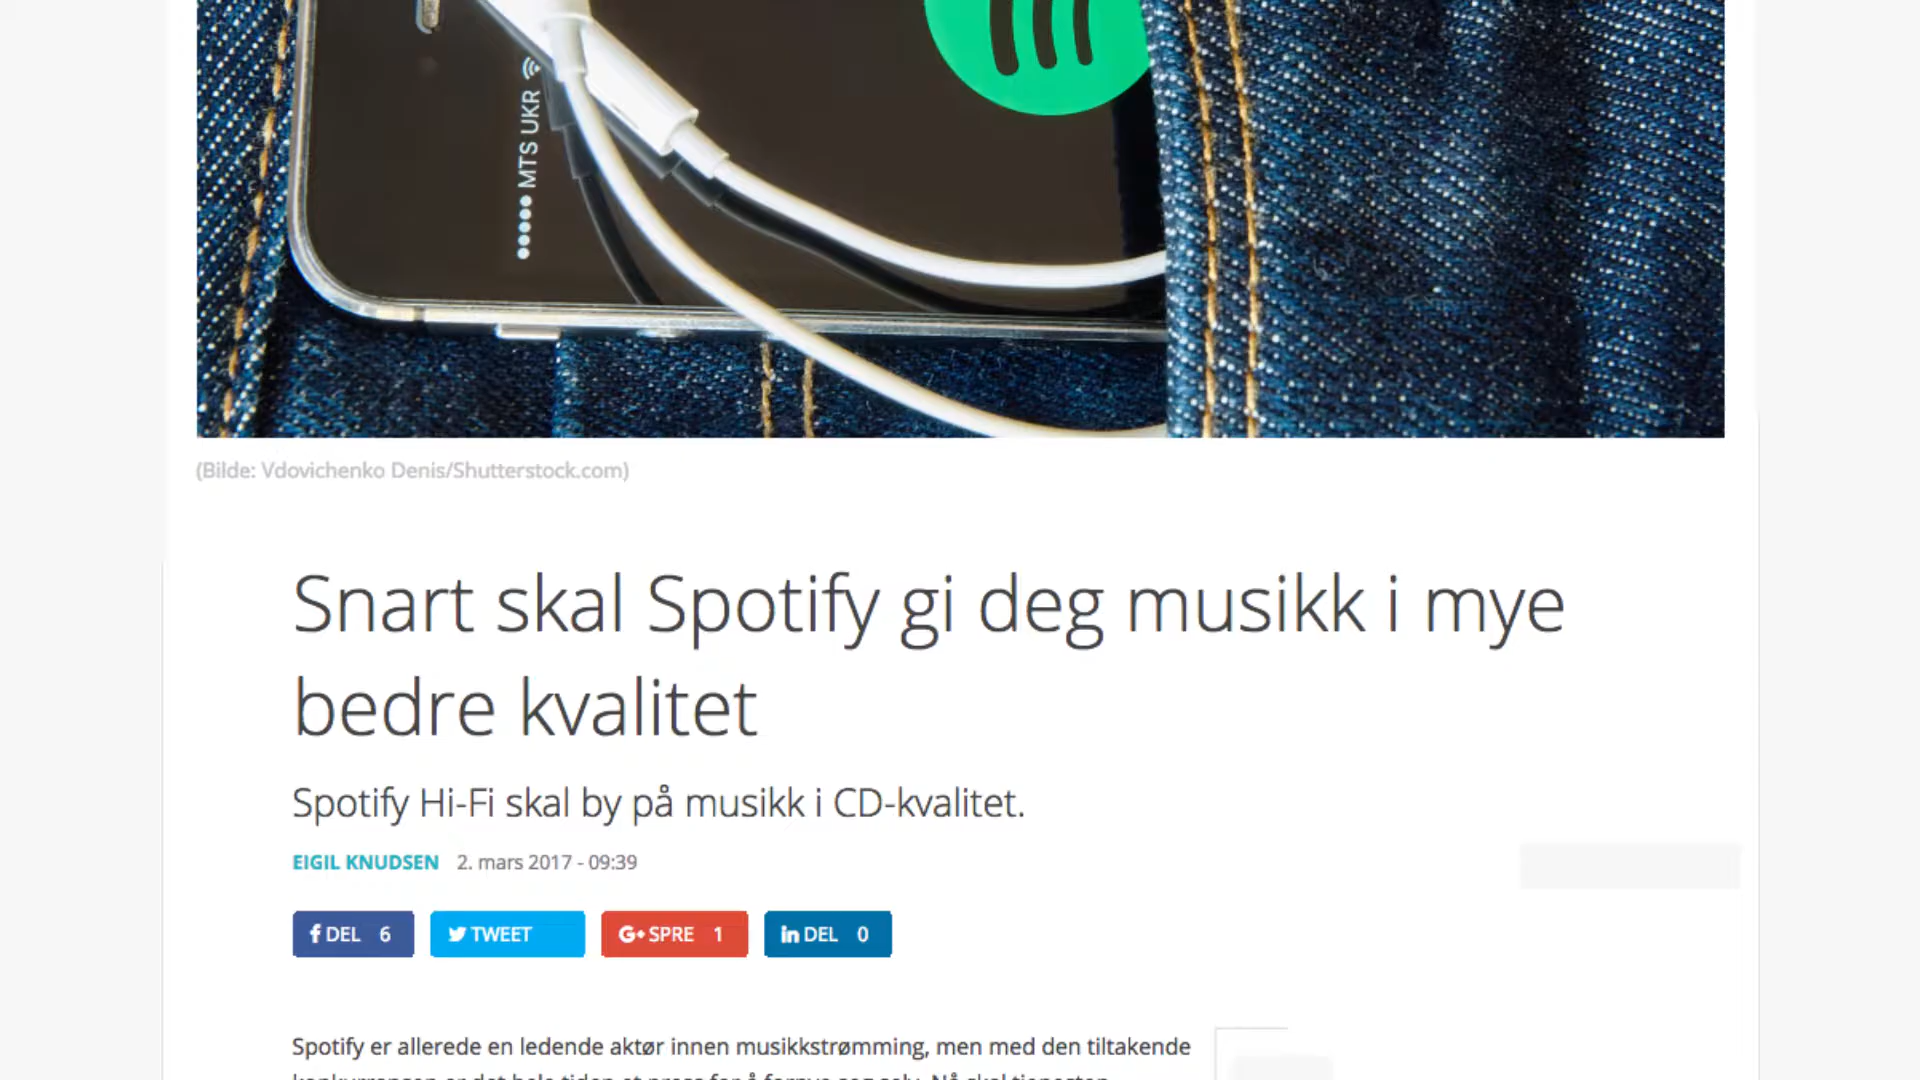 MTS UKR
(Bilde: Vdovichenko Denis/Shutterstock.com)
Snart skal Spotify gi deg musikk i mye
bedre kvalitet
Spotify Hi-Fi skal by på musikk i CD-kvalitet.
EIGIL KNUDSEN 2. mars 2017 - 09:39
DEL 6 TWEET G+ SPRE 1 in DEL 0
Spotify er allerede en ledende aktør innen musikkstrømming, men med den tiltakende